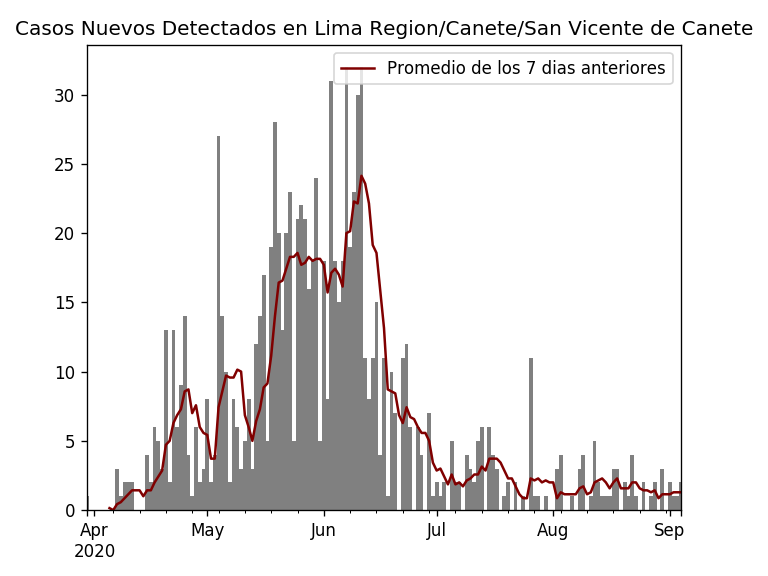 Casos Nuevos Detectados en Lima Region/Canete/San Vicente de Canete
Promedio de los 7 dias anteriores
30
25
20
15
10
5
0
Apr May Jun Jul Aug Sep
2020